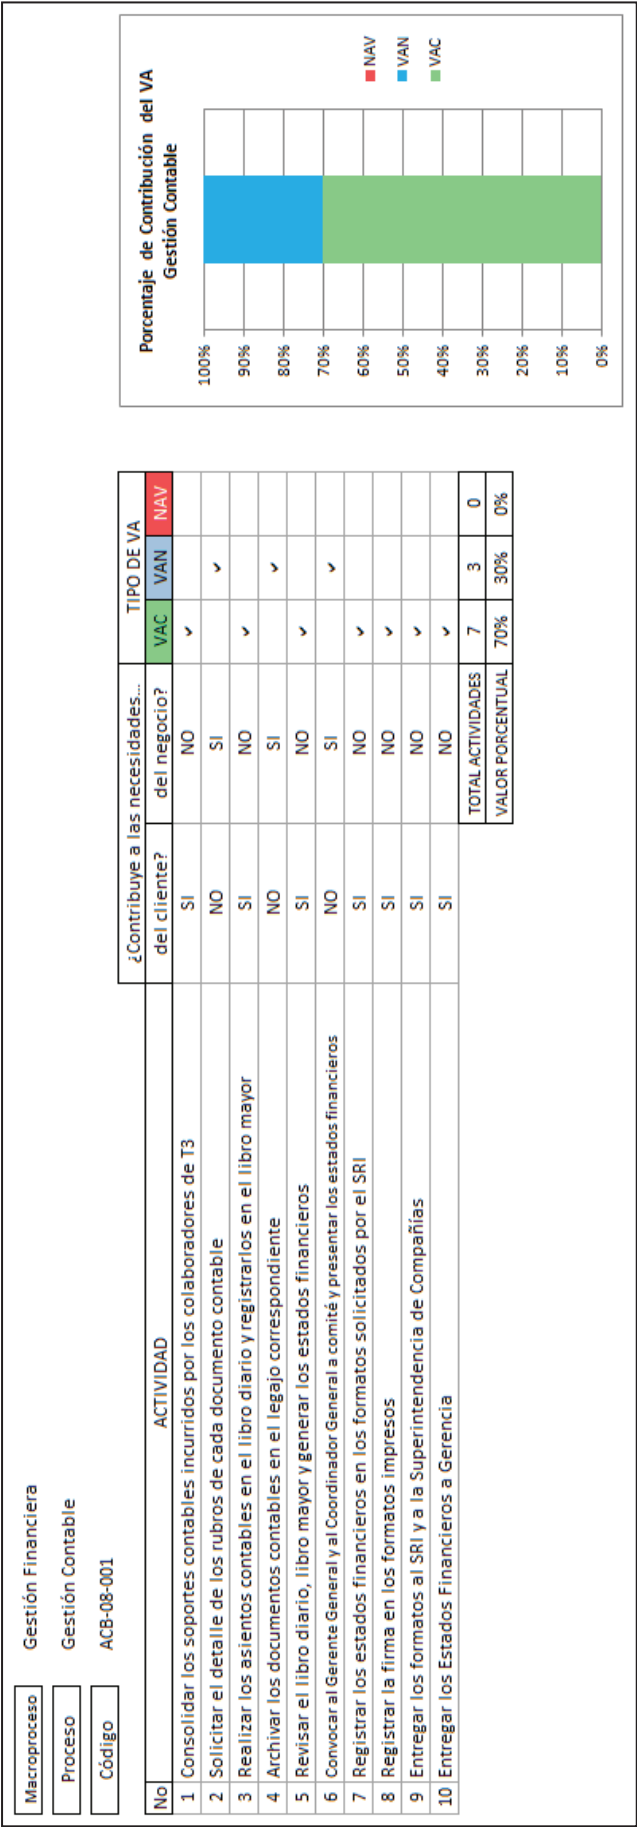 Macroproceso Gestión Financiera
Proceso Gestión Contable
Código ACB-08-001
¿Contribuye a las necesidades... TIPO DE VA
No ACTIVIDAD del cliente? del negocio? VAC VAN NAV
1 Consolidar los soportes contables incurridos por los colaboradores de T3 SI NO ✓
2 Solicitar el detalle de los rubros de cada documento contable NO SI ✓
3 Realizar los asientos contables en el libro diario y registrarlos en el libro mayor SI NO ✓
4 Archivar los documentos contables en el legajo correspondiente NO SI ✓
5 Revisar el libro diario, libro mayor y generar los estados financieros SI NO ✓
6 Convocar al Gerente General y al Coordinador General a comité y presentar los estados financieros NO SI ✓
7 Registrar los estados financieros en los formatos solicitados por el SRI SI NO ✓
8 Registrar la firma en los formatos impresos SI NO ✓
9 Entregar los formatos al SRI y a la Superintendencia de Compañías SI NO ✓
10 Entregar los Estados Financieros a Gerencia SI NO ✓
TOTAL ACTIVIDADES 7 3 0
VALOR PORCENTUAL 70% 30% 0%
Porcentaje de Contribución del VA
Gestión Contable
100%
90%
80%
70%
60%
50%
40%
30%
20%
10%
0%
NAV
VAN
VAC